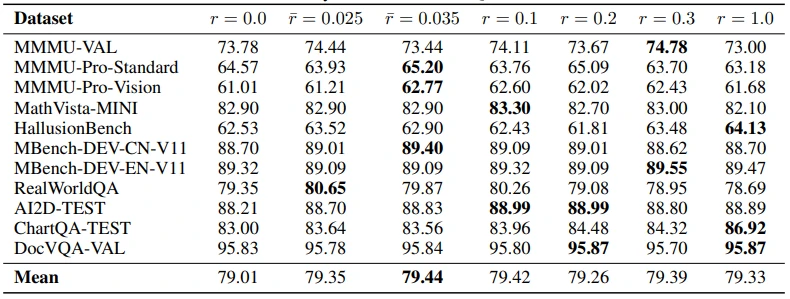 Dataset r = 0.0 r̄ = 0.025 r̄ = 0.035 r = 0.1 r = 0.2 r = 0.3 r = 1.0
MMMU-VAL 73.78 74.44 73.44 74.11 73.67 74.78 73.00
MMMU-Pro-Standard 64.57 63.93 65.20 63.76 65.09 63.70 63.18
MMMU-Pro-Vision 61.01 61.21 62.77 62.60 62.02 62.43 61.68
MathVista-MINI 82.90 82.90 82.90 83.30 82.70 83.00 82.10
HallusionBench 62.53 63.52 62.90 62.43 61.81 63.48 64.13
MBench-DEV-CN-V11 88.70 89.01 89.40 89.09 89.01 88.62 88.70
MBench-DEV-EN-V11 89.32 89.09 89.09 89.32 89.09 89.55 89.47
RealWorldQA 79.35 80.65 79.87 80.26 79.08 78.95 78.69
AI2D-TEST 88.21 88.70 88.83 88.99 88.99 88.80 88.89
ChartQA-TEST 83.00 83.64 83.56 83.96 84.48 84.32 86.92
DocVQA-VAL 95.83 95.78 95.84 95.80 95.87 95.70 95.87
Mean 79.01 79.35 79.44 79.42 79.26 79.39 79.33